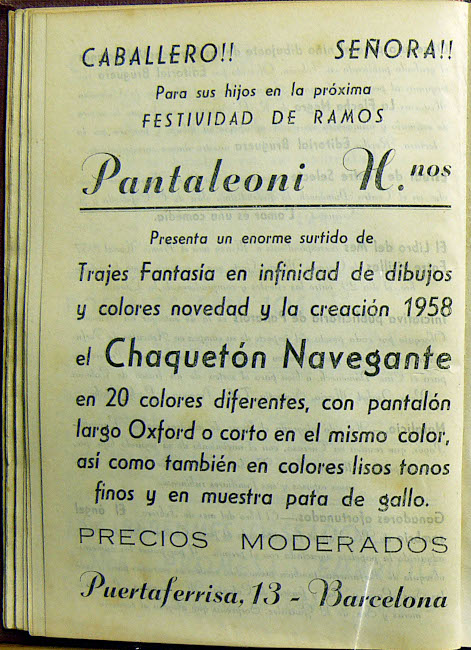 CABALLERO!! SEÑORA!!
Para sus hijos en la próxima
FESTIVIDAD DE RAMOS
Pantaleoni H.nos
Presenta un enorme surtido de
Trajes Fantasía en infinidad de dibujos
y colores novedad y la creación 1958
el Chaquetón Navegante
en 20 colores diferentes, con pantalón
largo Oxford o corto en el mismo color,
así como también en colores lisos tonos
finos y en muestra pata de gallo.
PRECIOS MODERADOS
Puertaferrisa, 13 - Barcelona